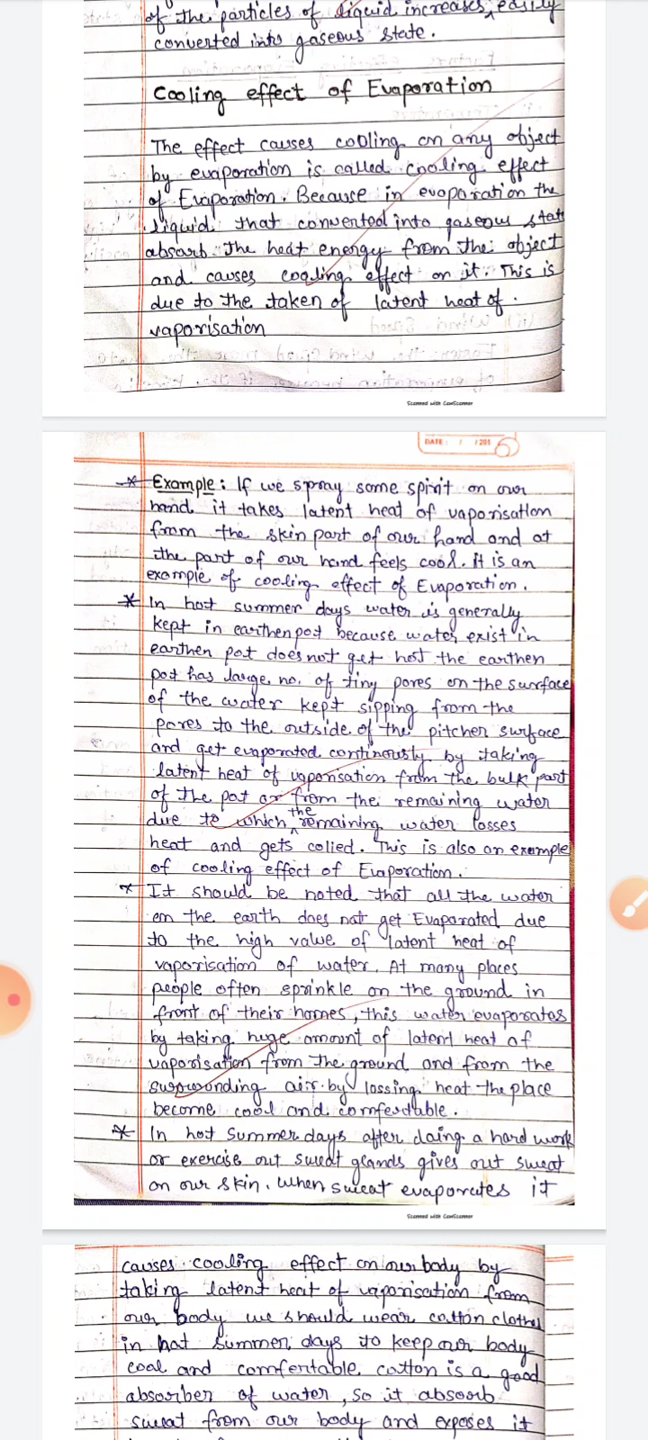 of the particles of liquid increases, easily
converted into gaseous state.
Cooling effect of Evaporation
The effect causes cooling on any object
by evaporation is called cooling effect
of Evaporation. Because in evaporation the
liquid that converted into gaseous state
absorb the heat energy from the object
and causes cooling effect on it. This is
due to the taken of latent heat of
vaporisation
Scanned with CamScanner
DATE: / /201
* Example: If we spray some spirit on our
hand it takes latent heat of vaporisation
from the skin part of our hand and at
the part of our hand feels cool. it is an
example of cooling effect of Evaporation.
* In hot summer days water is generally
kept in earthenpot because water exist in
earthen pot does not get hot the earthen
pot has large no. of tiny pores on the surface
of the water kept sipping from the
pores to the outside of the pitcher surface
and get evaporated continously by taking
latent heat of vaporisation from the bulk part
of the pot or from the remaining water
due to which the remaining water losses
heat and gets colied. This is also an example
of cooling effect of Evaporation.
* It should be noted that all the water
on the earth does not get Evaporated due
to the high value of latent heat of
vaporisation of water. At many places
people often sprinkle on the ground in
front of their homes, this water evaporates
by taking huge amount of latent heat of
vaporisation from the ground and from the
surrounding air by lossing heat the place
become cool and comfertable.
* In hot summer days after doing a hard work
or exercise out sweat glands gives out sweat
on our skin. When sweat evaporates it
Scanned with CamScanner
causes cooling effect on our body by
taking latent heat of vaporisation from
our body we should wear cotton clothes
in hot summer days to keep our body
cool and comfertable cotton is a good
absorber of water, so it absorb
sweat from our body and exposes it